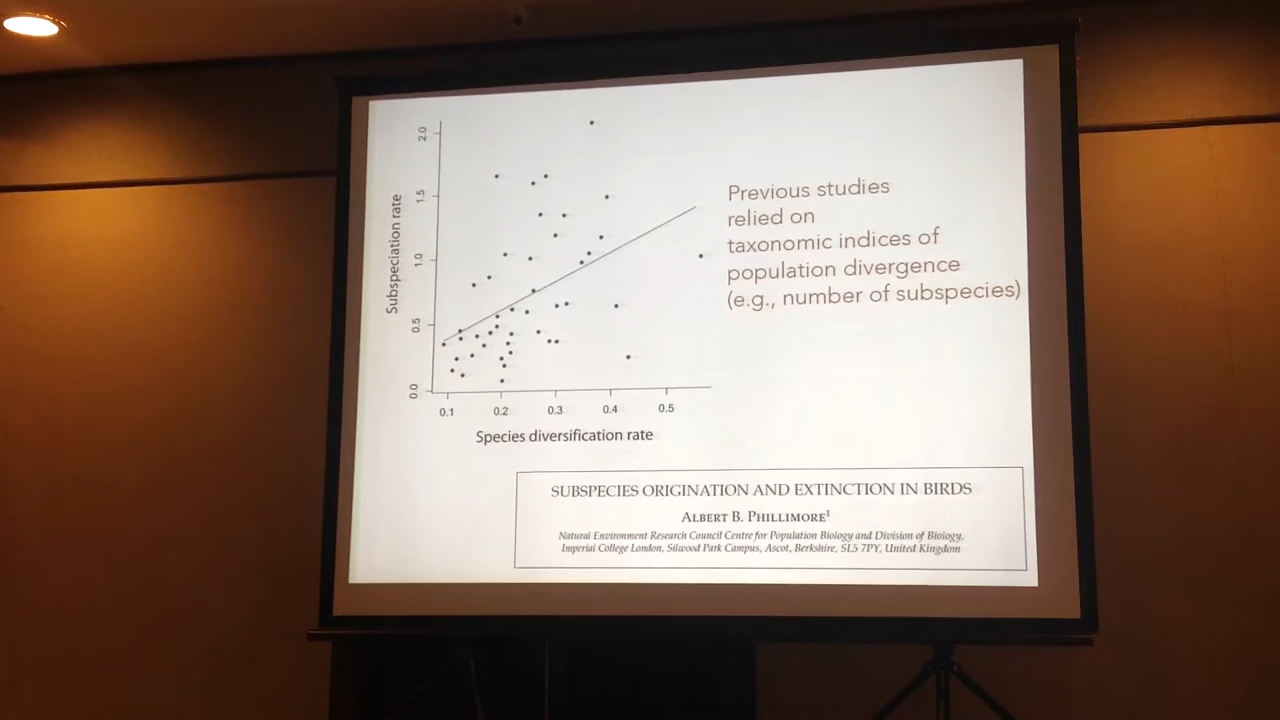 2.0
1.5
1.0
0.5
0.0
Subspeciation rate
0.1 0.2 0.3 0.4 0.5
Species diversification rate
Previous studies
relied on
taxonomic indices of
population divergence
(e.g., number of subspecies)
SUBSPECIES ORIGINATION AND EXTINCTION IN BIRDS
ALBERT B. PHILLIMORE¹
Natural Environment Research Council Centre for Population Biology and Division of Biology,
Imperial College London, Silwood Park Campus, Ascot, Berkshire, SL5 7PY, United Kingdom